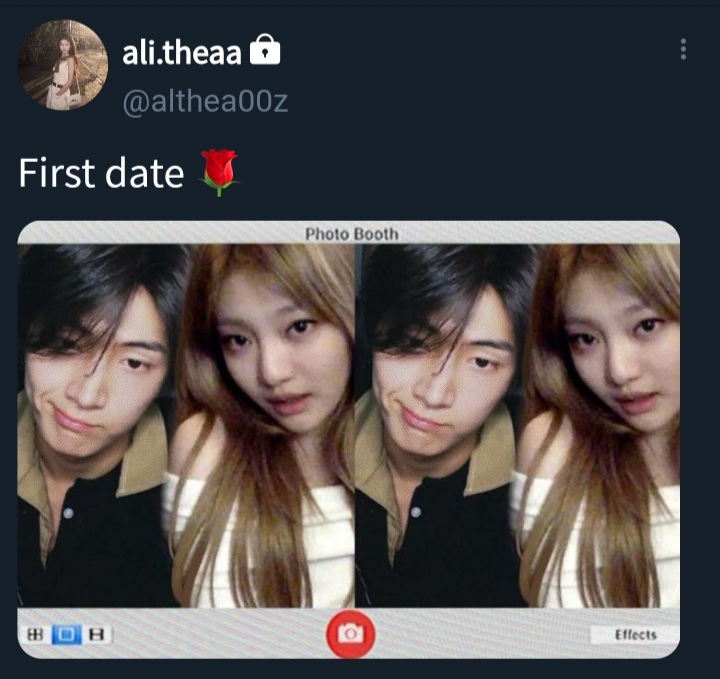 ali.theaa
@althea00z
First date 🌹
Photo Booth
Effects